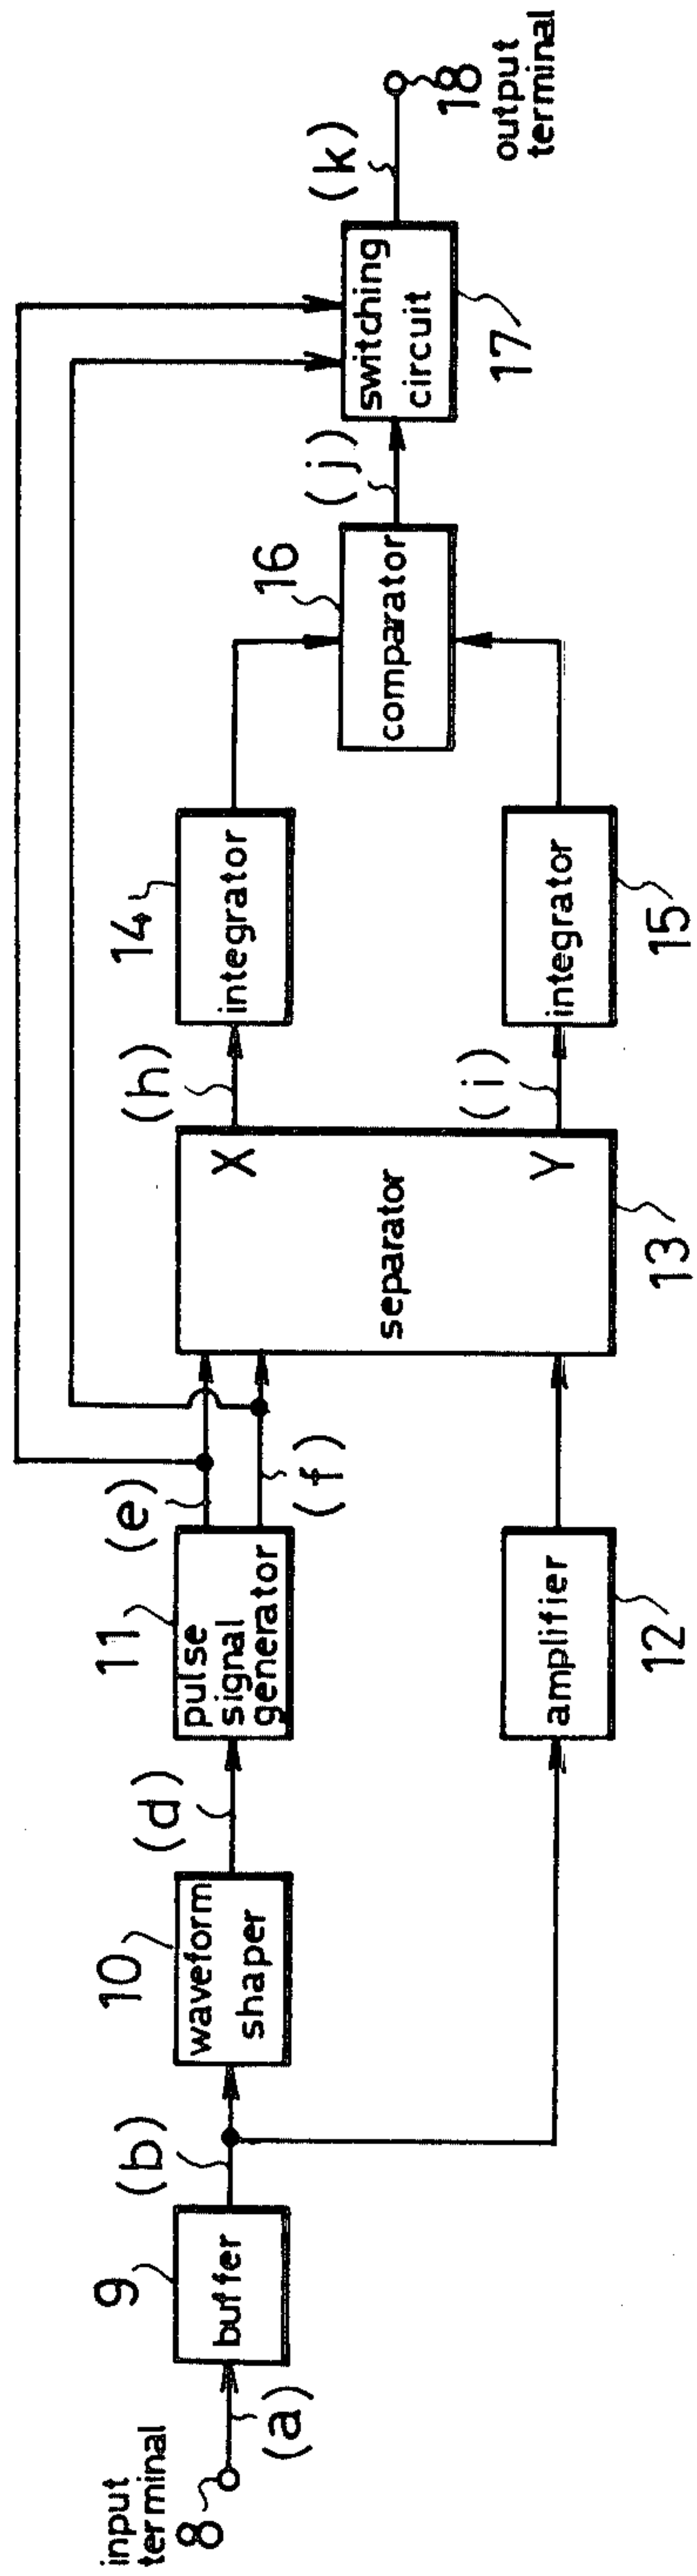 input
terminal
8
(a)
9
buffer
(b)
10
waveform
shaper
(d)
11
pulse
signal
generator
(e)
(f)
12
amplifier
13
separator
X
Y
(h)
(i)
14
integrator
15
integrator
16
comparator
(j)
switching
circuit
17
(k)
18
output
terminal